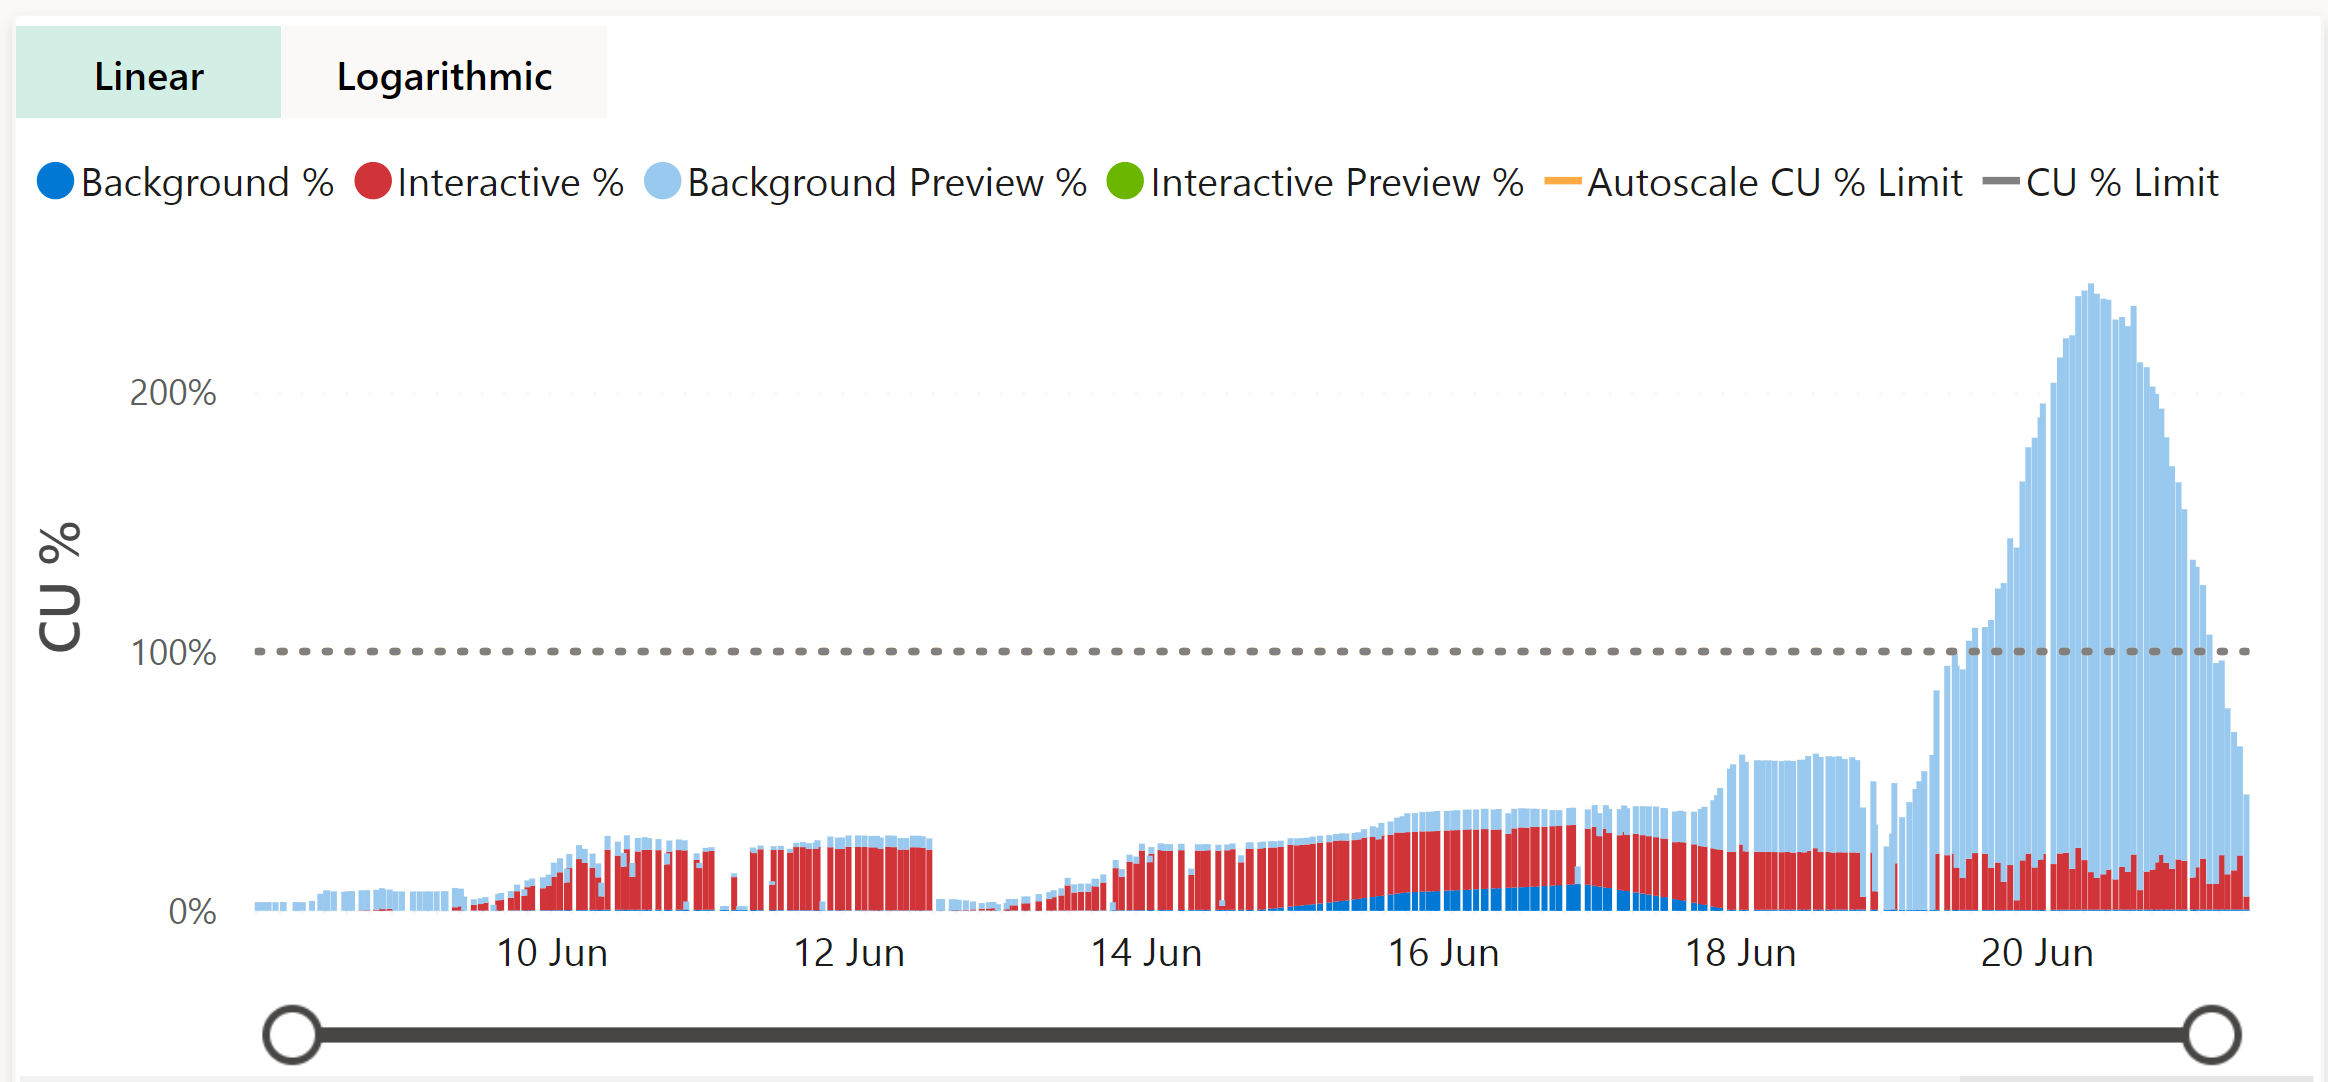 Linear Logarithmic
Background % Interactive % Background Preview % Interactive Preview % Autoscale CU % Limit CU % Limit
CU %
200%
100%
0%
10 Jun 12 Jun 14 Jun 16 Jun 18 Jun 20 Jun